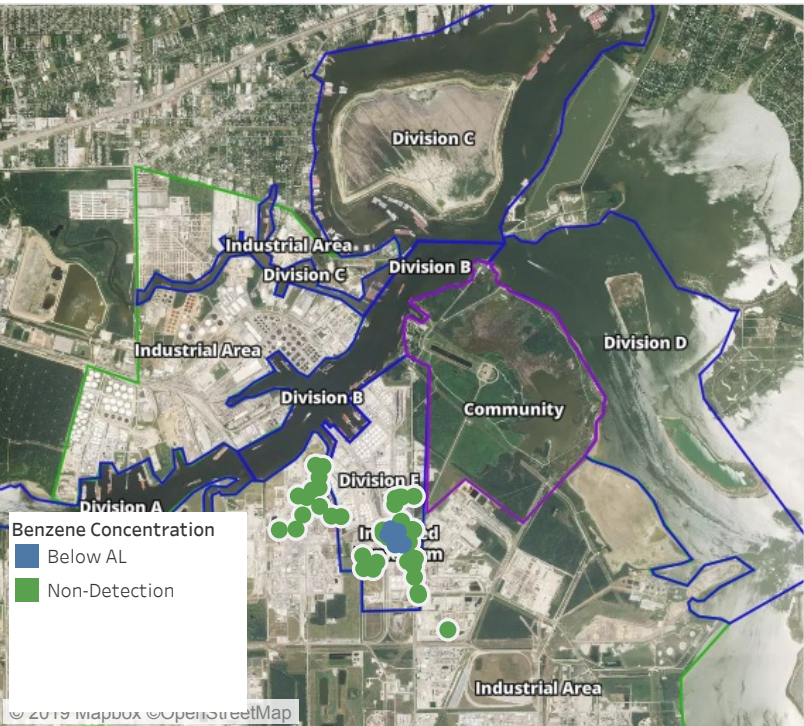 Division C
Industrial Area
Division C
Division B
Industrial Area
Division D
Division B
Community
Division E
Division A
Benzene Concentration
Below AL
Non-Detection
Industrial Area
© 2019 Mapbox ©OpenStreetMap